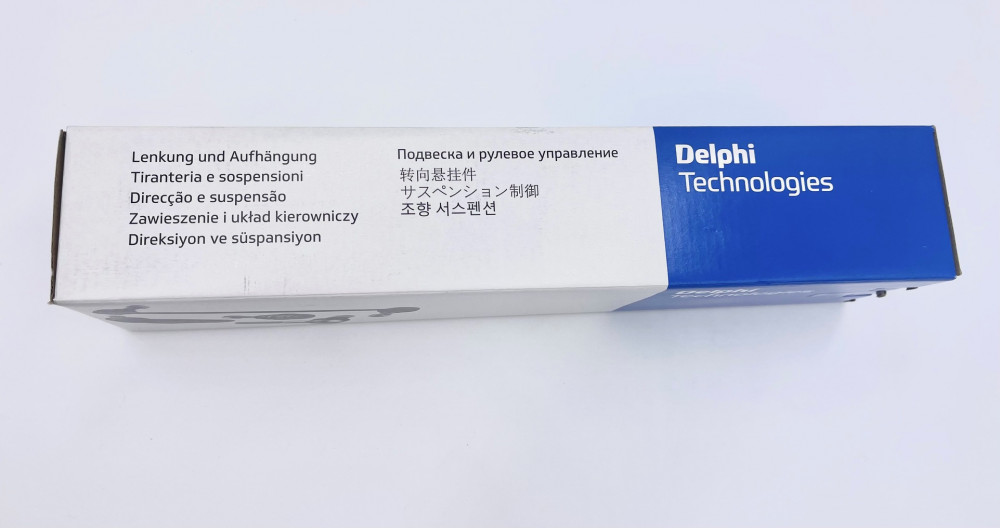 Lenkung und Aufhängung
Tiranteria e sospensioni
Direcção e suspensão
Zawieszenie i układ kierowniczy
Direksiyon ve süspansiyon
Подвеска и рулевое управление
转向悬挂件
サスペンション制御
조향 서스펜션
Delphi
Technologies
Delphi
Technologies